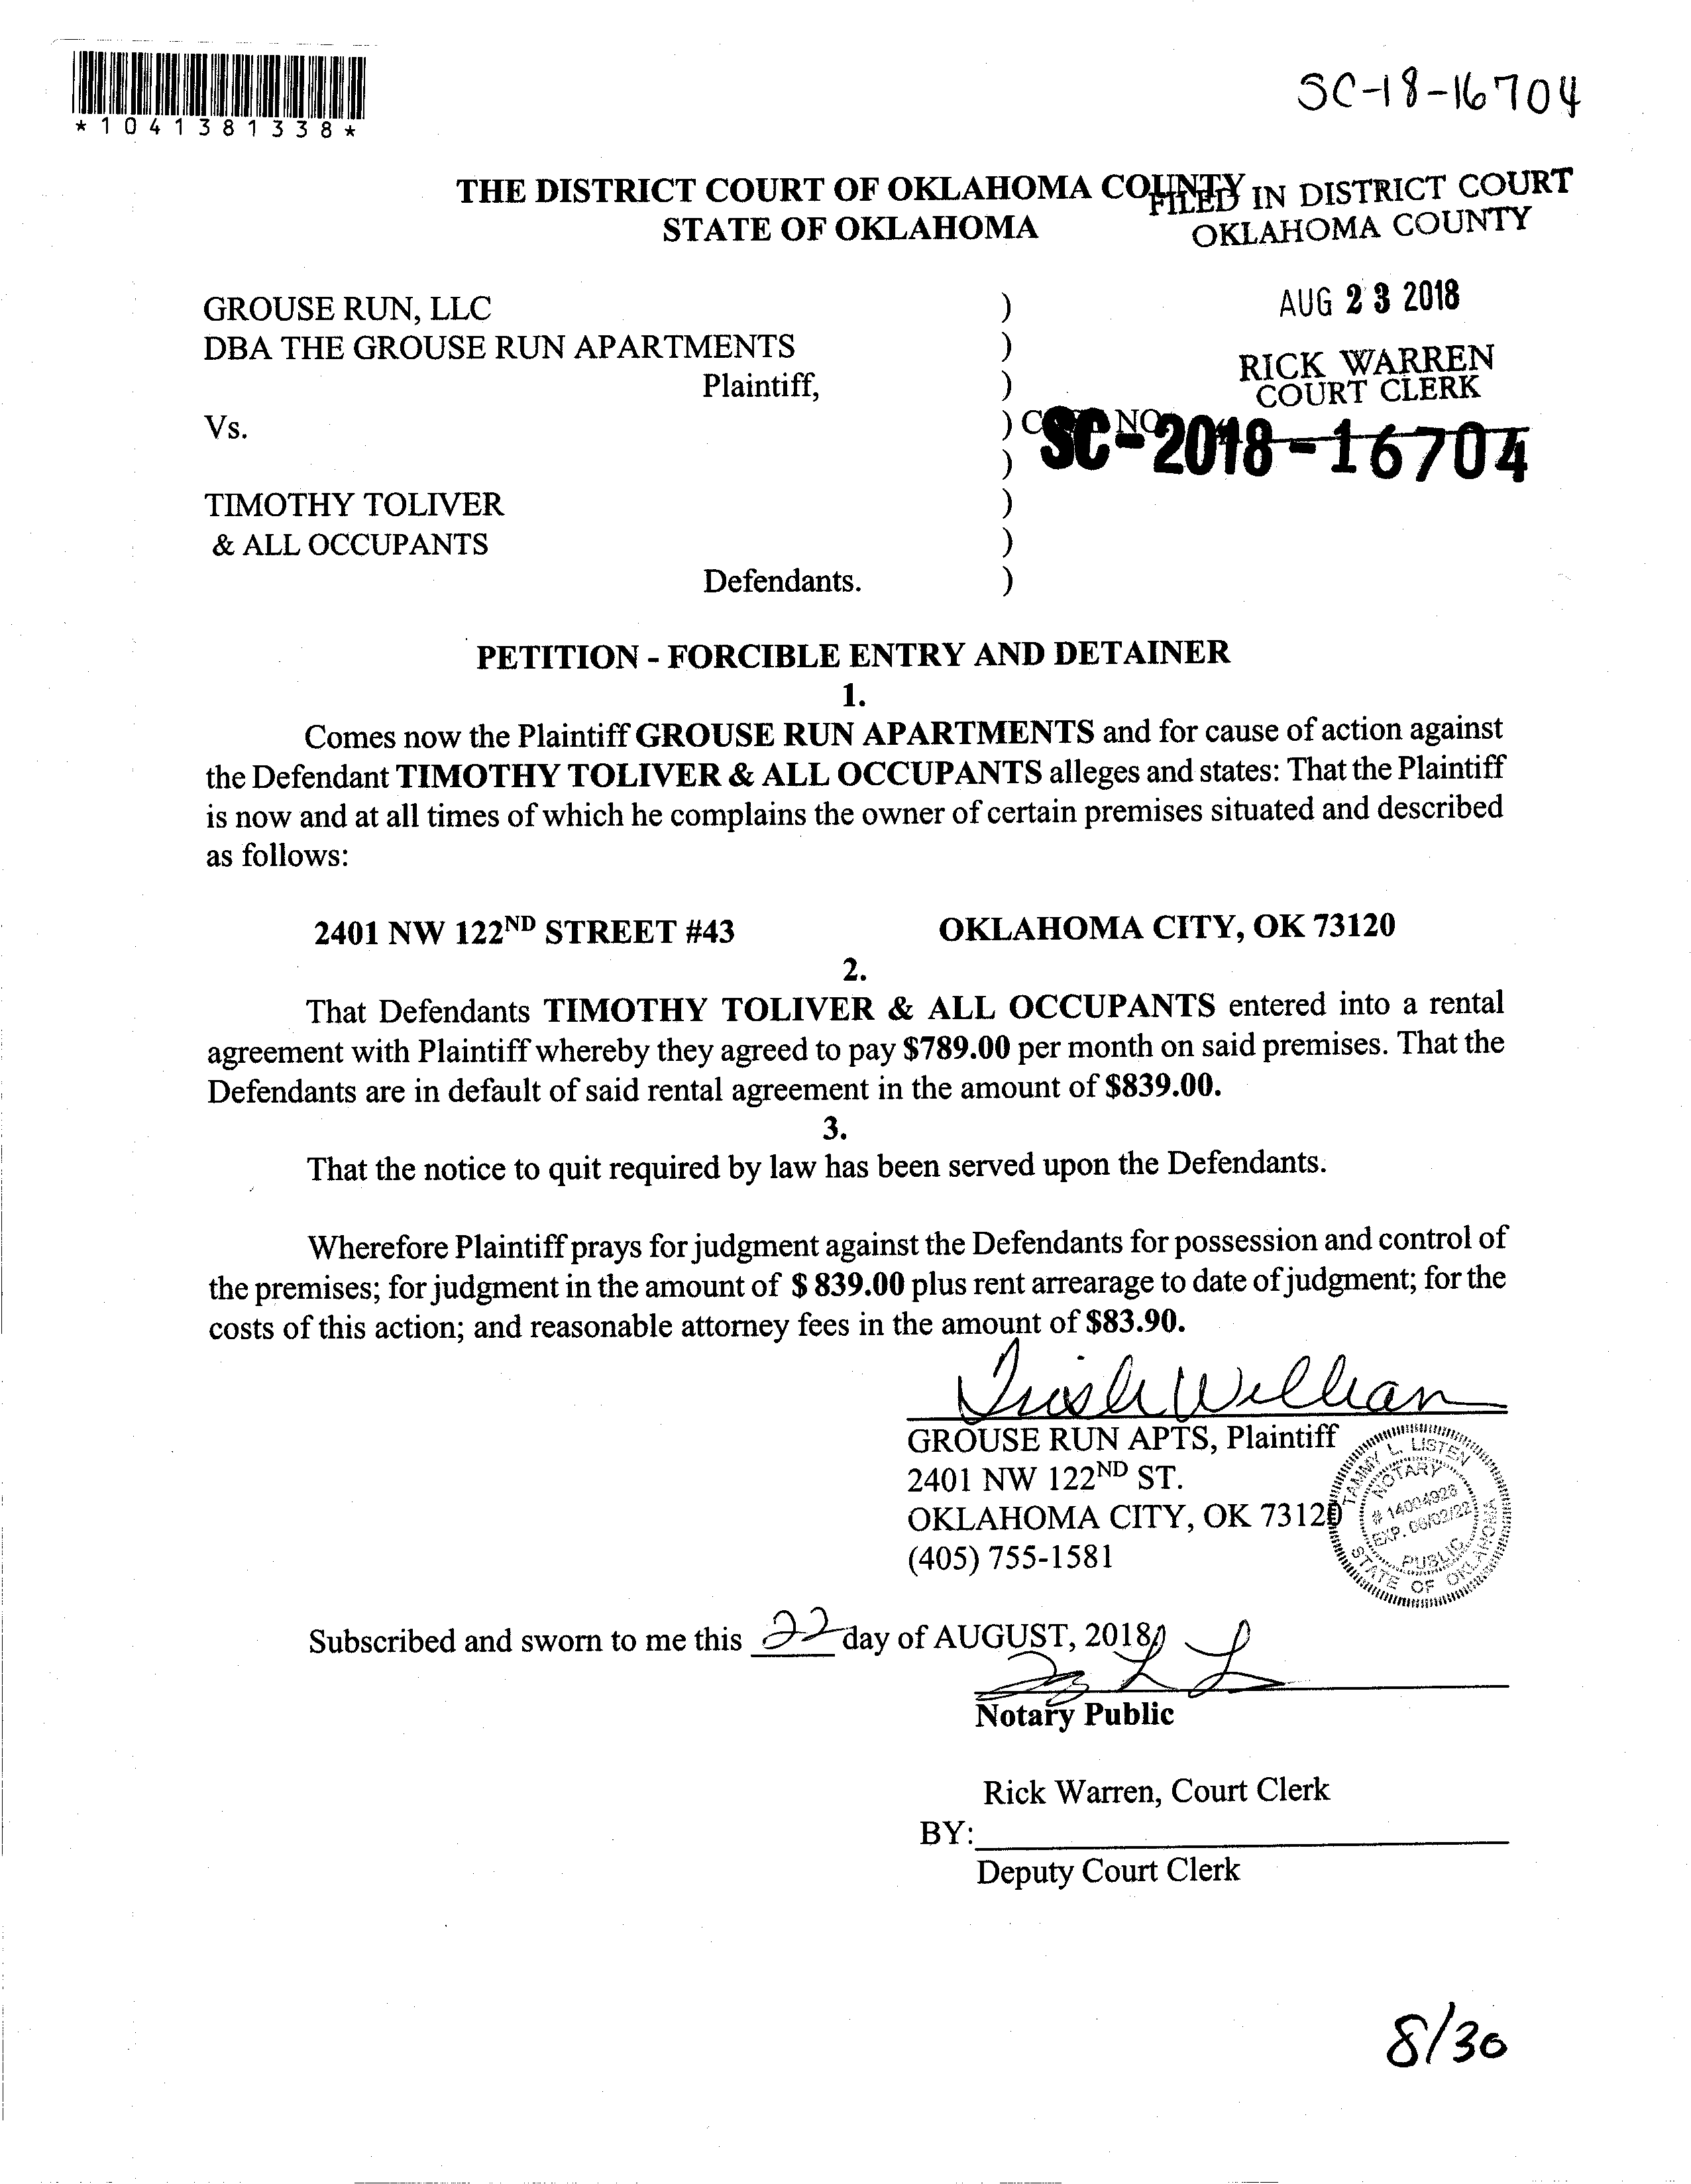 *1041381338*
SC-18-16704
THE DISTRICT COURT OF OKLAHOMA COUNTY
STATE OF OKLAHOMA
FILED IN DISTRICT COURT
OKLAHOMA COUNTY
AUG 23 2018
RICK WARREN
COURT CLERK
SC-2018-16704
GROUSE RUN, LLC )
DBA THE GROUSE RUN APARTMENTS )
Plaintiff, )
Vs. )
)
TIMOTHY TOLIVER )
& ALL OCCUPANTS )
Defendants. )
PETITION - FORCIBLE ENTRY AND DETAINER
1.
Comes now the Plaintiff GROUSE RUN APARTMENTS and for cause of action against
the Defendant TIMOTHY TOLIVER & ALL OCCUPANTS alleges and states: That the Plaintiff
is now and at all times of which he complains the owner of certain premises situated and described
as follows:
2401 NW 122ND STREET #43 OKLAHOMA CITY, OK 73120
2.
That Defendants TIMOTHY TOLIVER & ALL OCCUPANTS entered into a rental
agreement with Plaintiff whereby they agreed to pay $789.00 per month on said premises. That the
Defendants are in default of said rental agreement in the amount of $839.00.
3.
That the notice to quit required by law has been served upon the Defendants.
Wherefore Plaintiff prays for judgment against the Defendants for possession and control of
the premises; for judgment in the amount of $ 839.00 plus rent arrearage to date of judgment; for the
costs of this action; and reasonable attorney fees in the amount of $83.90.
GROUSE RUN APTS, Plaintiff
2401 NW 122ND ST.
OKLAHOMA CITY, OK 73120
(405) 755-1581
TAMMY L. LISTEN
NOTARY
# 14004928
EXP. 06/02/22
PUBLIC
STATE OF OKLAHOMA
Subscribed and sworn to me this 22 day of AUGUST, 2018
Notary Public
Rick Warren, Court Clerk
BY:
Deputy Court Clerk
8/30